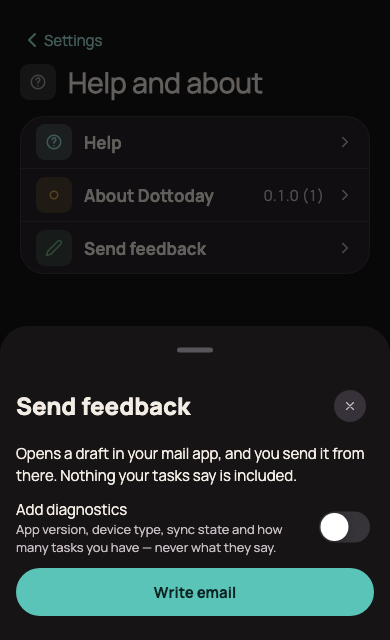 Settings
Help and about
Help
About Dottoday 0.1.0 (1)
Send feedback
Send feedback
Opens a draft in your mail app, and you send it from
there. Nothing your tasks say is included.
Add diagnostics
App version, device type, sync state and how
many tasks you have — never what they say.
Write email